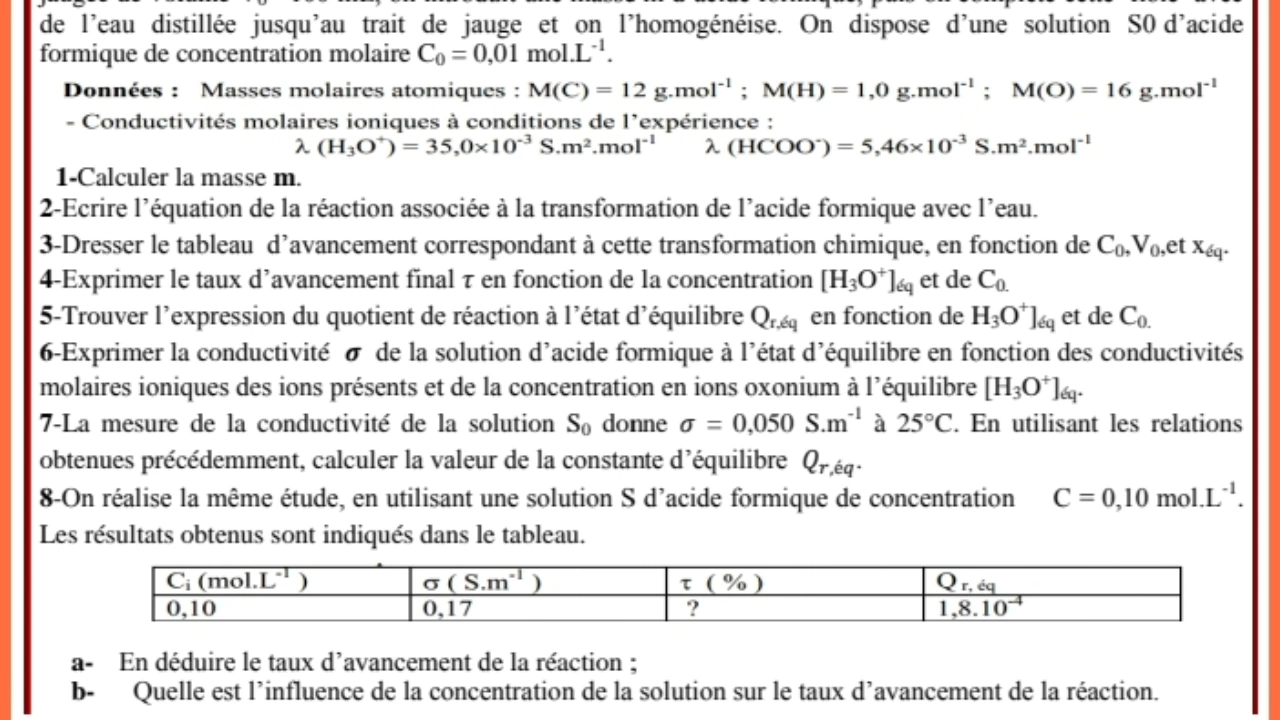 de l'eau distillée jusqu'au trait de jauge et on l'homogénéise. On dispose d'une solution S0 d'acide
formique de concentration molaire C₀ = 0,01 mol.L⁻¹.
Données : Masses molaires atomiques : M(C) = 12 g.mol⁻¹ ; M(H) = 1,0 g.mol⁻¹ ; M(O) = 16 g.mol⁻¹
- Conductivités molaires ioniques à conditions de l'expérience :
λ (H₃O⁺) = 35,0×10⁻³ S.m².mol⁻¹ λ (HCOO⁻) = 5,46×10⁻³ S.m².mol⁻¹
1-Calculer la masse m.
2-Ecrire l'équation de la réaction associée à la transformation de l'acide formique avec l'eau.
3-Dresser le tableau d'avancement correspondant à cette transformation chimique, en fonction de C₀,V₀,et xéq.
4-Exprimer le taux d'avancement final τ en fonction de la concentration [H₃O⁺]éq et de C₀.
5-Trouver l'expression du quotient de réaction à l'état d'équilibre Qr,éq en fonction de H₃O⁺]éq et de C₀.
6-Exprimer la conductivité σ de la solution d'acide formique à l'état d'équilibre en fonction des conductivités
molaires ioniques des ions présents et de la concentration en ions oxonium à l'équilibre [H₃O⁺]éq.
7-La mesure de la conductivité de la solution S₀ donne σ = 0,050 S.m⁻¹ à 25°C. En utilisant les relations
obtenues précédemment, calculer la valeur de la constante d'équilibre Qr,éq.
8-On réalise la même étude, en utilisant une solution S d'acide formique de concentration C = 0,10 mol.L⁻¹.
Les résultats obtenus sont indiqués dans le tableau.
Cᵢ (mol.L⁻¹ ) σ ( S.m⁻¹ ) τ ( % ) Q r, éq
0,10 0,17 ? 1,8.10⁻⁴
a- En déduire le taux d'avancement de la réaction ;
b- Quelle est l'influence de la concentration de la solution sur le taux d'avancement de la réaction.